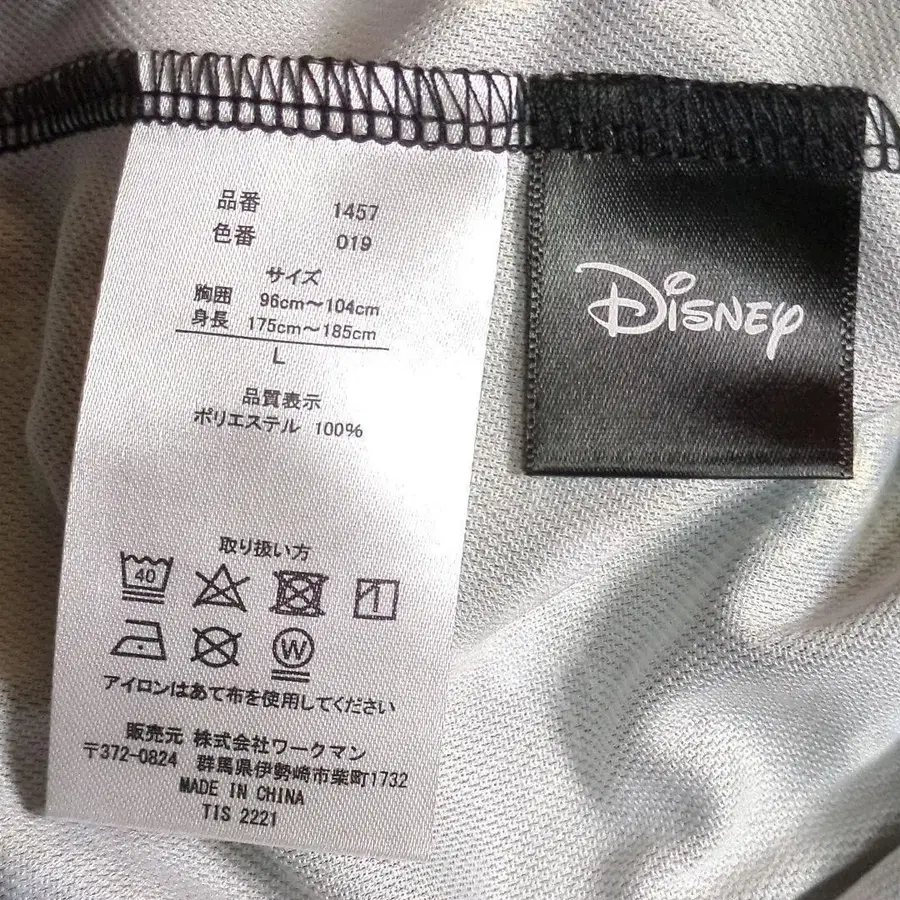 品番 1457
色番 019
サイズ
胸囲 96cm～104cm
身長 175cm～185cm
L
品質表示
ポリエステル 100%
取り扱い方
40
W
アイロンはあて布を使用してください
販売元 株式会社ワークマン
〒372-0824 群馬県伊勢崎市柴町1732
MADE IN CHINA
TIS 2221
Disney